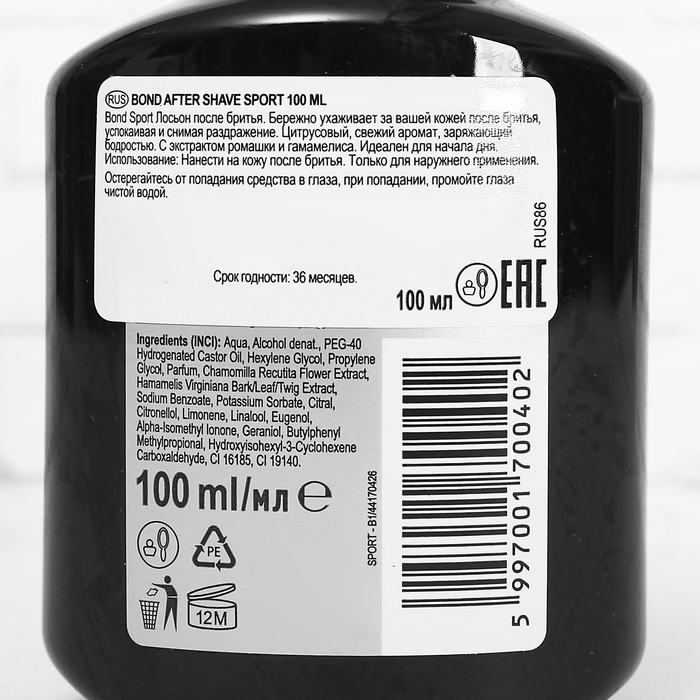 RUS BOND AFTER SHAVE SPORT 100 ML
Bond Sport Лосьон после бритья. Бережно ухаживает за вашей кожей после бритья,
успокаивая и снимая раздражение. Цитрусовый, свежий аромат, заряжающий
бодростью. С экстрактом ромашки и гамамелиса. Идеален для начала дня.
Использование: Нанести на кожу после бритья. Только для наружнего применения.
Остерегайтесь от попадания средства в глаза, при попадании, промойте глаза
чистой водой.
RUS86
Срок годности: 36 месяцев.
100 мл
EAC
Ingredients (INCI): Aqua, Alcohol denat., PEG-40
Hydrogenated Castor Oil, Hexylene Glycol, Propylene
Glycol, Parfum, Chamomilla Recutita Flower Extract,
Hamamelis Virginiana Bark/Leaf/Twig Extract,
Sodium Benzoate, Potassium Sorbate, Citral,
Citronellol, Limonene, Linalool, Eugenol,
Alpha-Isomethyl Ionone, Geraniol, Butylphenyl
Methylpropional, Hydroxyisohexyl-3-Cyclohexene
Carboxaldehyde, CI 16185, CI 19140.
100 ml/мл ℮
PE
12M
SPORT - B1/44170426
5 997001 700402